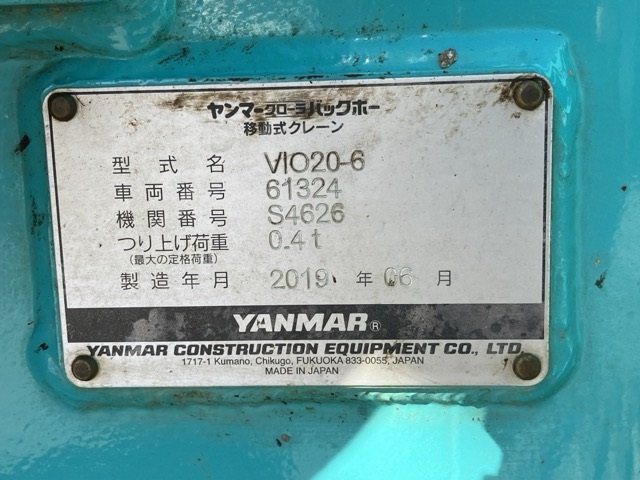 ヤンマークローラバックホー
移動式クレーン
型式名 VIO20-6
車両番号 61324
機関番号 S4626
つり上げ荷重 0.4t
(最大の定格荷重)
製造年月 2019 年 06 月
YANMAR®
YANMAR CONSTRUCTION EQUIPMENT CO., LTD.
1717-1 Kumano, Chikugo, FUKUOKA 833-0055, JAPAN
MADE IN JAPAN